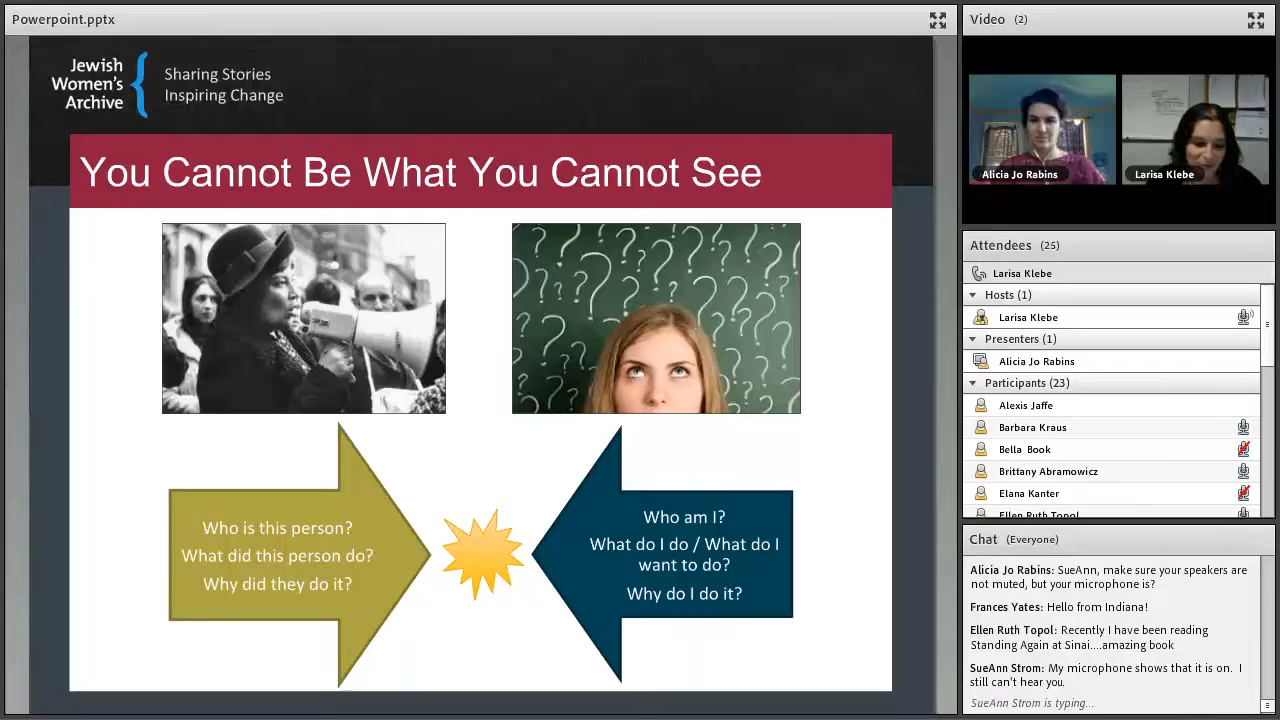 Powerpoint.pptx
Jewish
Women's
Archive
Sharing Stories
Inspiring Change
You Cannot Be What You Cannot See
Who is this person?
What did this person do?
Why did they do it?
Who am I?
What do I do / What do I
want to do?
Why do I do it?
Video (2)
Alicia Jo Rabins
Larisa Klebe
Attendees (25)
Larisa Klebe
Hosts (1)
Larisa Klebe
Presenters (1)
Alicia Jo Rabins
Participants (23)
Alexis Jaffe
Barbara Kraus
Bella Book
Brittany Abramowicz
Elana Kanter
Ellen Ruth Topol
Chat (Everyone)
Alicia Jo Rabins: SueAnn, make sure your speakers are
not muted, but your microphone is?
Frances Yates: Hello from Indiana!
Ellen Ruth Topol: Recently I have been reading
Standing Again at Sinai....amazing book
SueAnn Strom: My microphone shows that it is on. I
still can't hear you.
SueAnn Strom is typing...